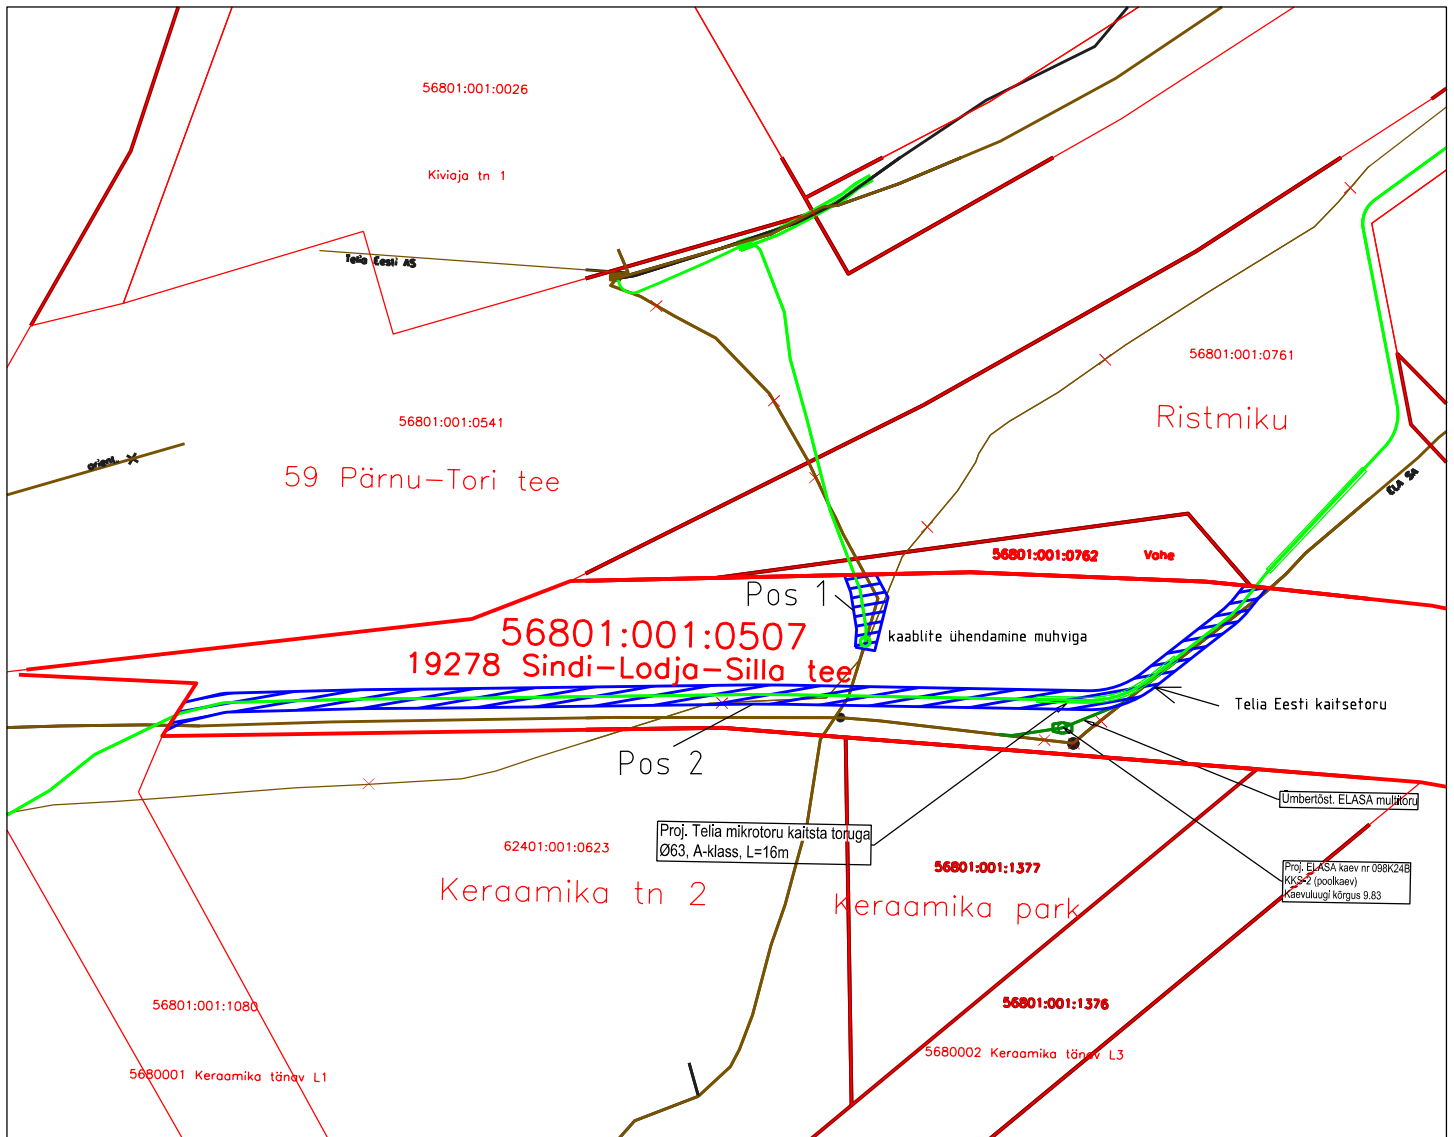 56801:001:0026
Kiviaja tn 1
Telia Eesti AS
56801:001:0761
Ristmiku
56801:001:0541
59 Pärnu-Tori tee
orient.
ELA SA
56801:001:0762 Vahe
Pos 1
56801:001:0507
19278 Sindi-Lodja-Silla tee
kaablite ühendamine muhviga
Telia Eesti kaitsetoru
Pos 2
Ümbertõst. ELASA multitoru
Proj. Telia mikrotoru kaitsta toruga
Ø63, A-klass, L=16m
62401:001:0623
Keraamika tn 2
56801:001:1377
Keraamika park
Proj. ELASA kaev nr 098K24B
KKS-2 (poolkaev)
Kaevuluugi kõrgus 9.83
56801:001:1080
56801:001:1376
5680002 Keraamika tänav L3
5680001 Keraamika tänav L1